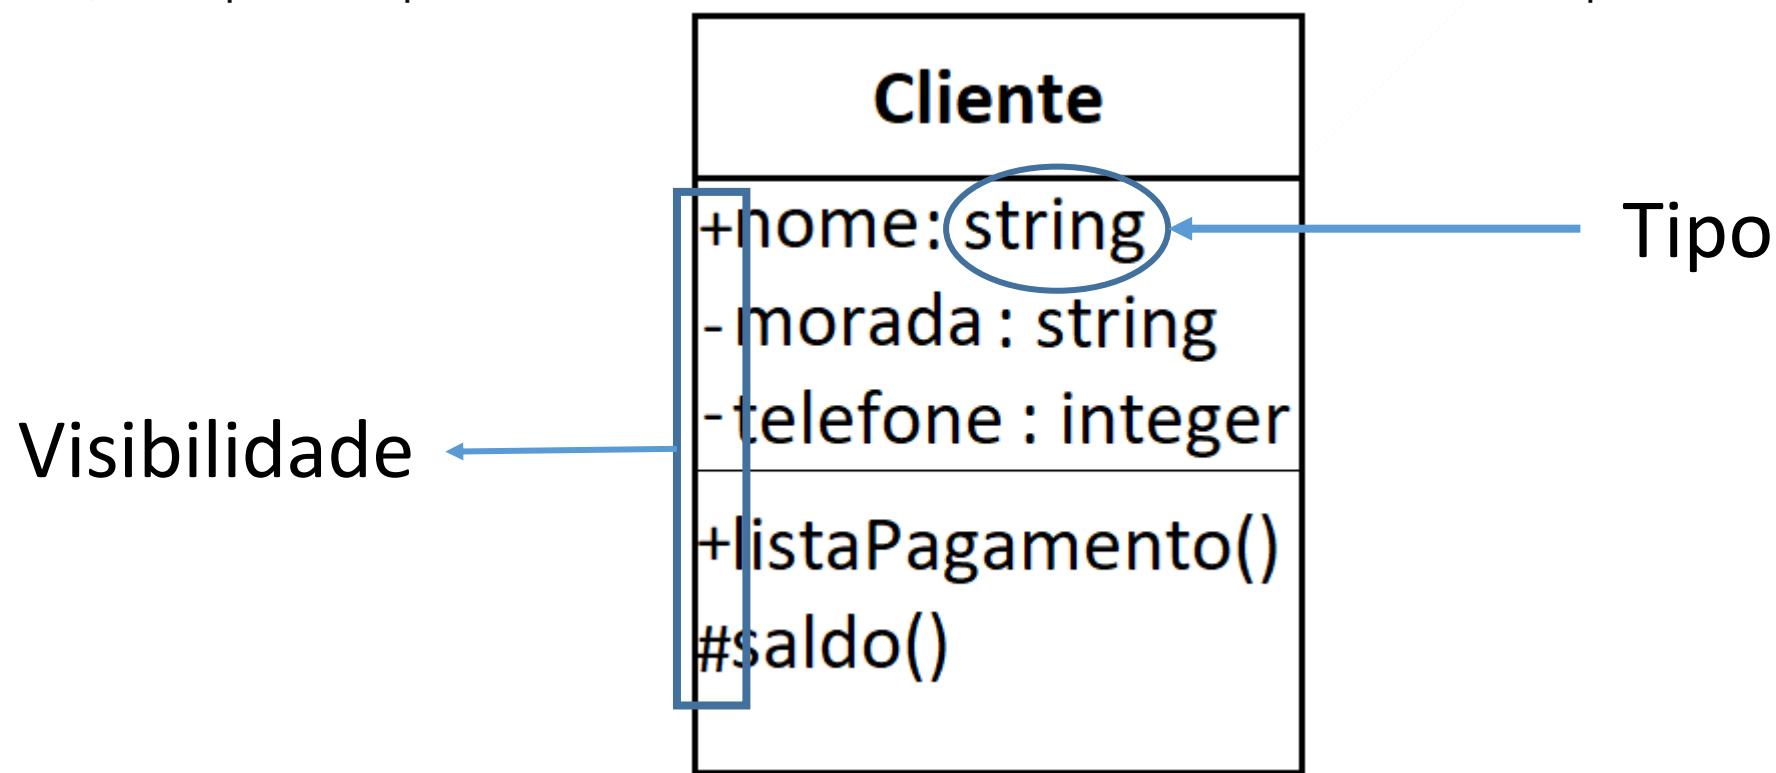 Cliente
+nome: string
Tipo
-morada : string
-telefone : integer
Visibilidade
+listaPagamento()
#saldo()